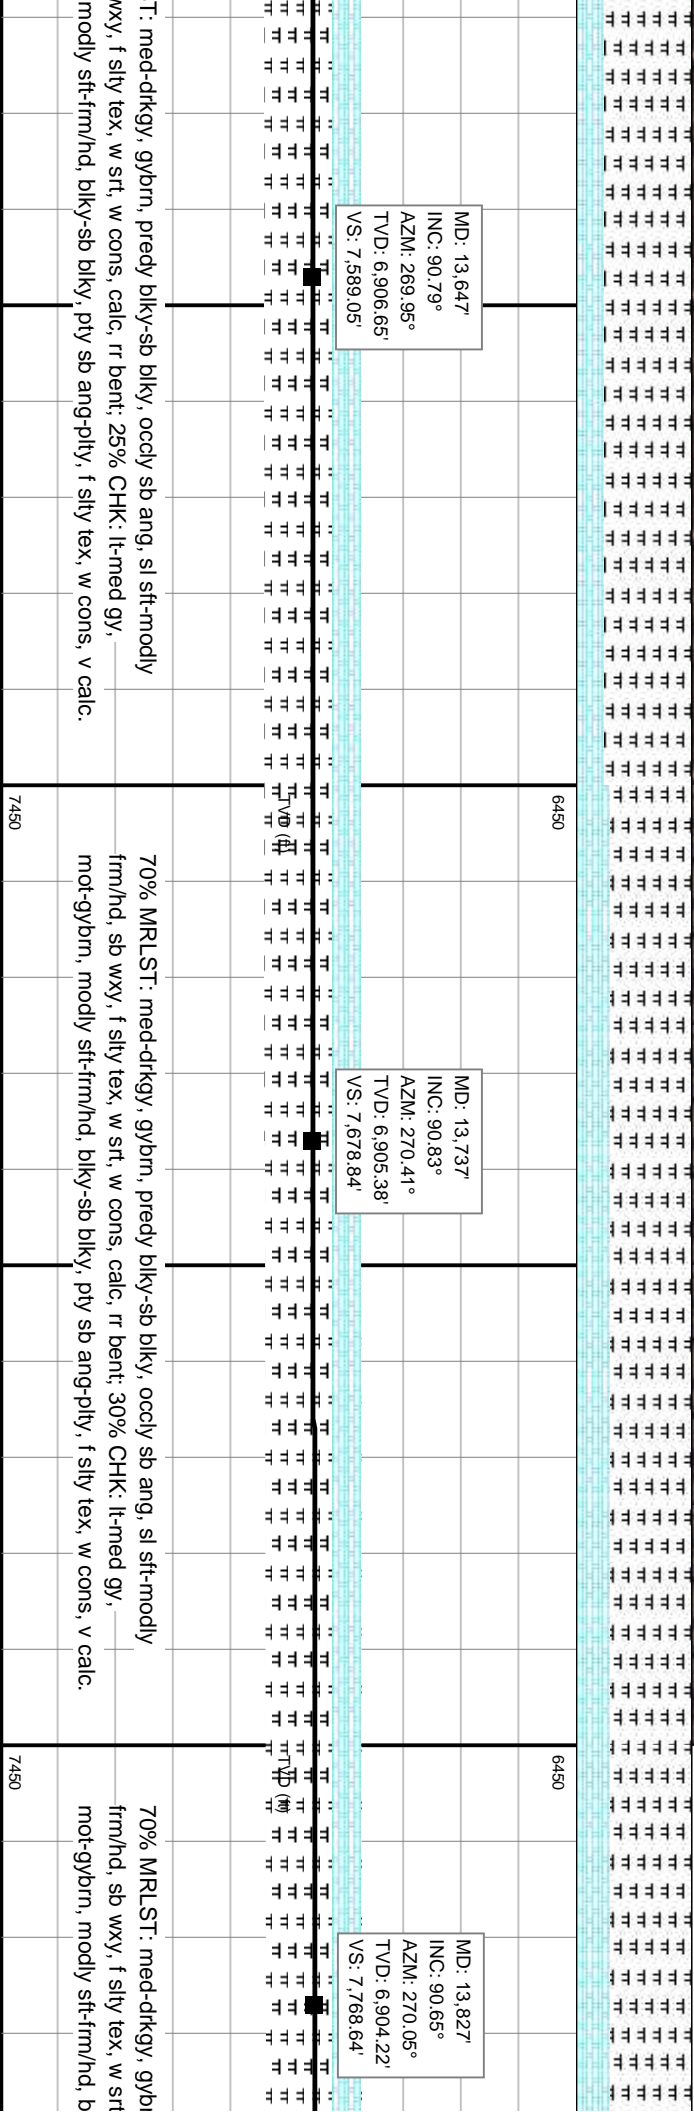 MD: 13,647'
INC: 90.79°
AZM: 269.95°
TVD: 6,906.65'
VS: 7,589.05'
T: med-drkgy, gybrn, predy blky-sb blky, occly sb ang, sl sft-modly
wxy, f slty tex, w srt, w cons, calc, rr bent; 25% CHK: lt-med gy,
modly sft-frm/hd, blky-sb blky, pty sb ang-plty, f slty tex, w cons, v calc.
6450
TVD (ft)
7450
MD: 13,737'
INC: 90.83°
AZM: 270.41°
TVD: 6,905.38'
VS: 7,678.84'
70% MRLST: med-drkgy, gybrn, predy blky-sb blky, occly sb ang, sl sft-modly
frm/hd, sb wxy, f slty tex, w srt, w cons, calc, rr bent; 30% CHK: lt-med gy,
mot-gybrn, modly sft-frm/hd, blky-sb blky, pty sb ang-plty, f slty tex, w cons, v calc.
6450
TVD (ft)
7450
MD: 13,827'
INC: 90.65°
AZM: 270.05°
TVD: 6,904.22'
VS: 7,768.64'
70% MRLST: med-drkgy, gybr
frm/hd, sb wxy, f slty tex, w srt
mot-gybrn, modly sft-frm/hd, b